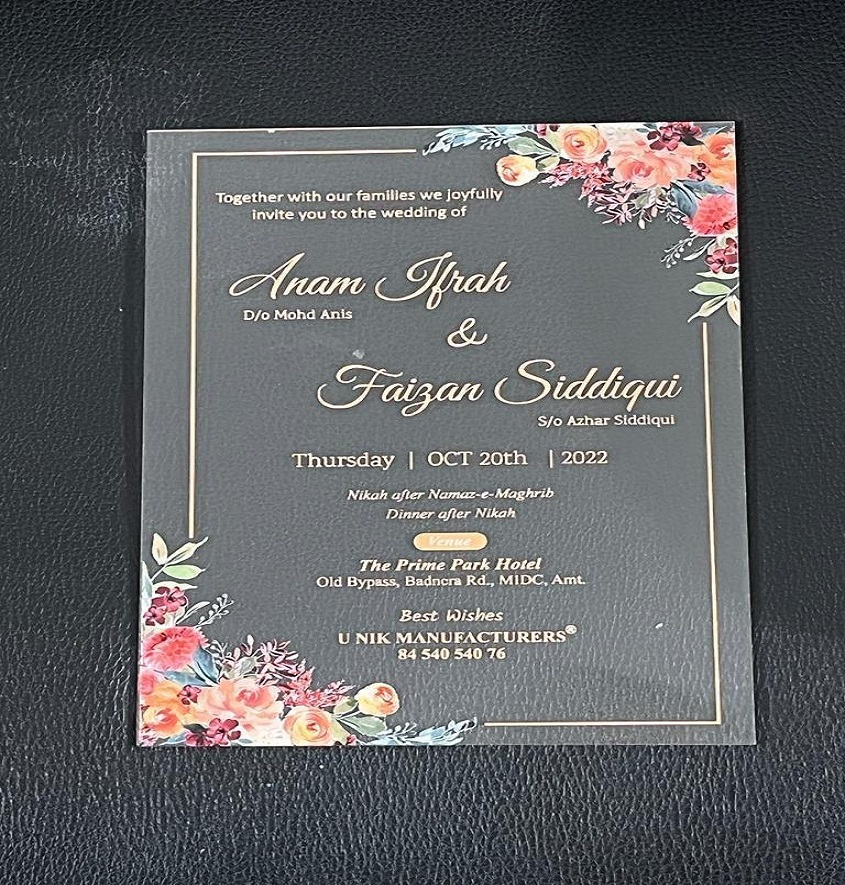 Together with our families we joyfully
invite you to the wedding of
Anam Ifrah
D/o Mohd Anis
&
Faizan Siddiqui
S/o Azhar Siddiqui
Thursday | OCT 20th | 2022
Nikah after Namaz-e-Maghrib
Dinner after Nikah
Venue
The Prime Park Hotel
Old Bypass, Badnera Rd., MIDC, Amt.
Best Wishes
U NIK MANUFACTURERS®
84 540 540 76